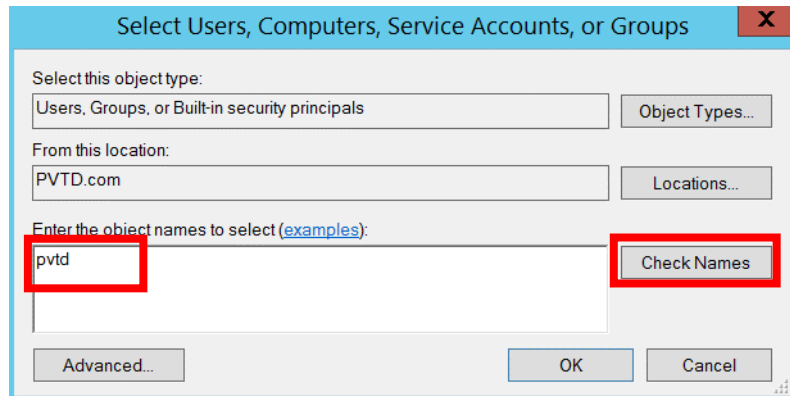 Select Users, Computers, Service Accounts, or Groups
X
Select this object type:
Users, Groups, or Built-in security principals
Object Types...
From this location:
PVTD.com
Locations...
Enter the object names to select (examples):
pvtd
Check Names
Advanced...
OK
Cancel